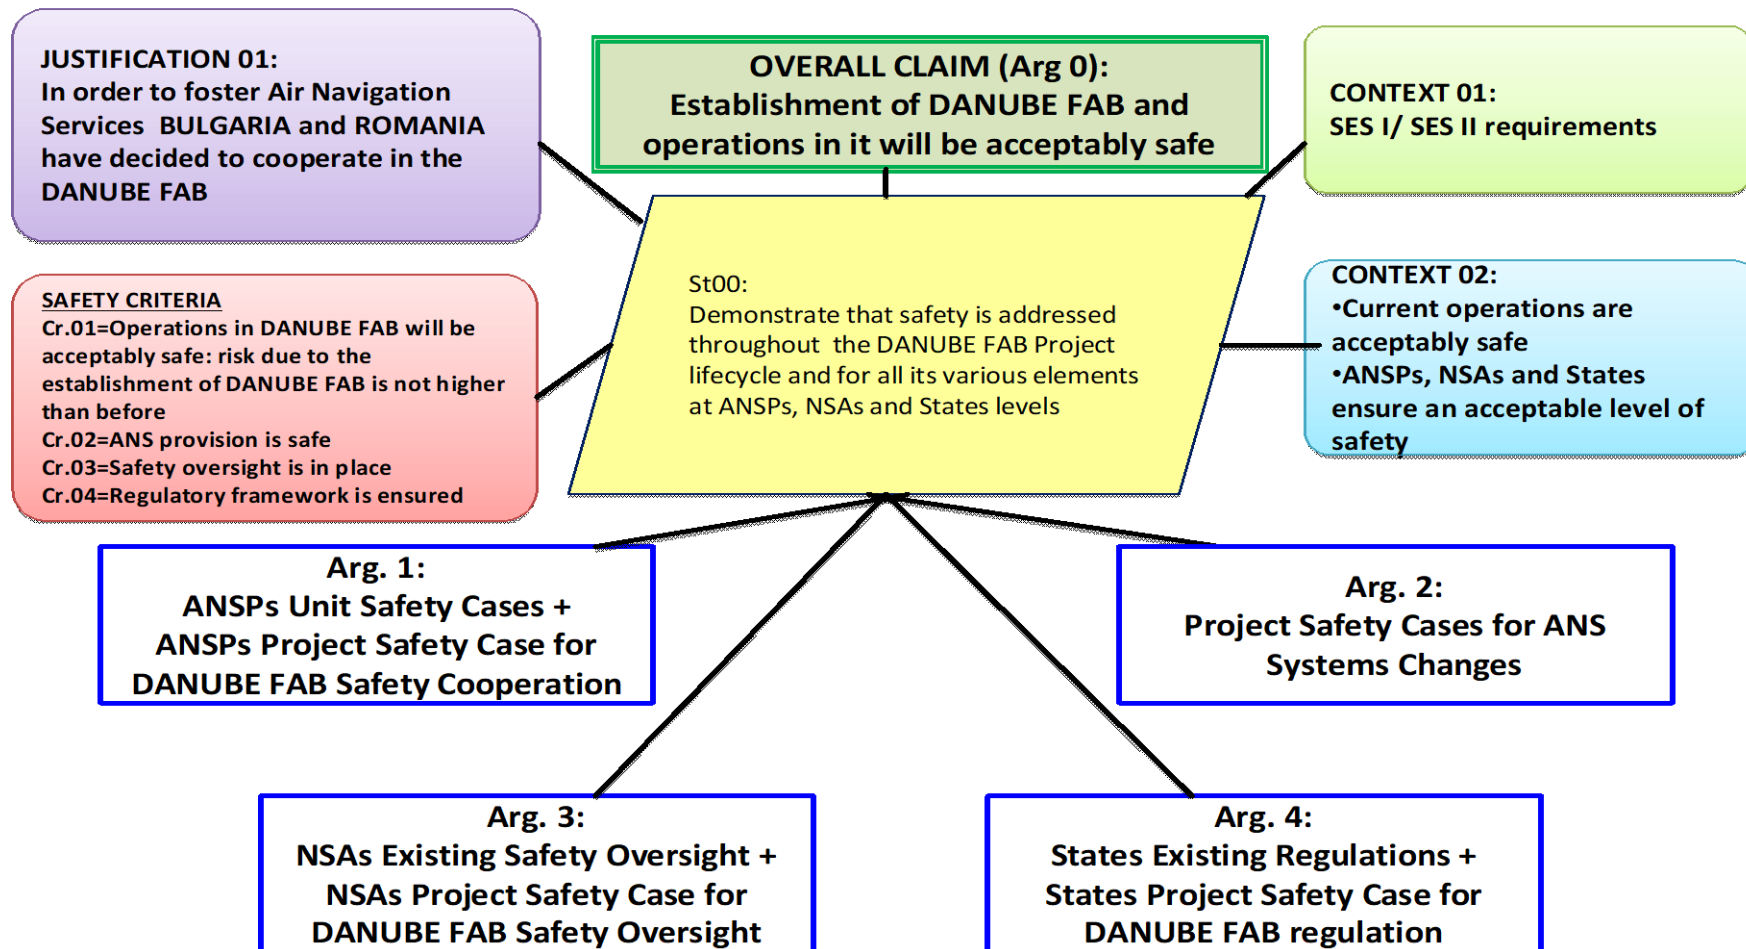 JUSTIFICATION 01:
In order to foster Air Navigation
Services BULGARIA and ROMANIA
have decided to cooperate in the
DANUBE FAB
OVERALL CLAIM (Arg 0):
Establishment of DANUBE FAB and
operations in it will be acceptably safe
CONTEXT 01:
SES I/ SES II requirements
SAFETY CRITERIA
Cr.01=Operations in DANUBE FAB will be
acceptably safe: risk due to the
establishment of DANUBE FAB is not higher
than before
Cr.02=ANS provision is safe
Cr.03=Safety oversight is in place
Cr.04=Regulatory framework is ensured
St00:
Demonstrate that safety is addressed
throughout the DANUBE FAB Project
lifecycle and for all its various elements
at ANSPs, NSAs and States levels
CONTEXT 02:
•Current operations are
acceptably safe
•ANSPs, NSAs and States
ensure an acceptable level of
safety
Arg. 1:
ANSPs Unit Safety Cases +
ANSPs Project Safety Case for
DANUBE FAB Safety Cooperation
Arg. 2:
Project Safety Cases for ANS
Systems Changes
Arg. 3:
NSAs Existing Safety Oversight +
NSAs Project Safety Case for
DANUBE FAB Safety Oversight
Arg. 4:
States Existing Regulations +
States Project Safety Case for
DANUBE FAB regulation